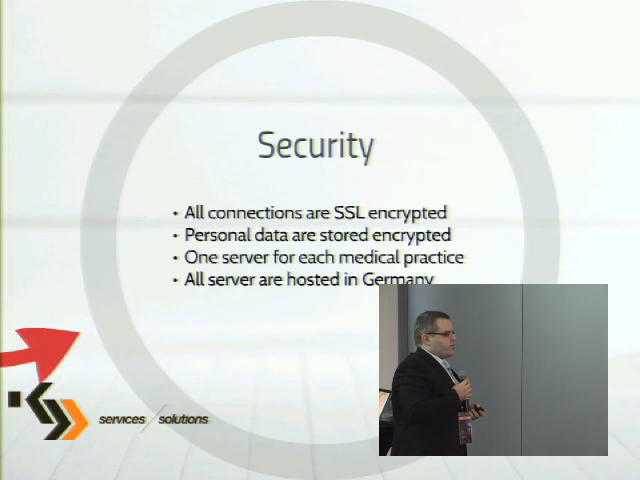 Security
• All connections are SSL encrypted
• Personal data are stored encrypted
• One server for each medical practice
• All server are hosted in Germany
services / solutions